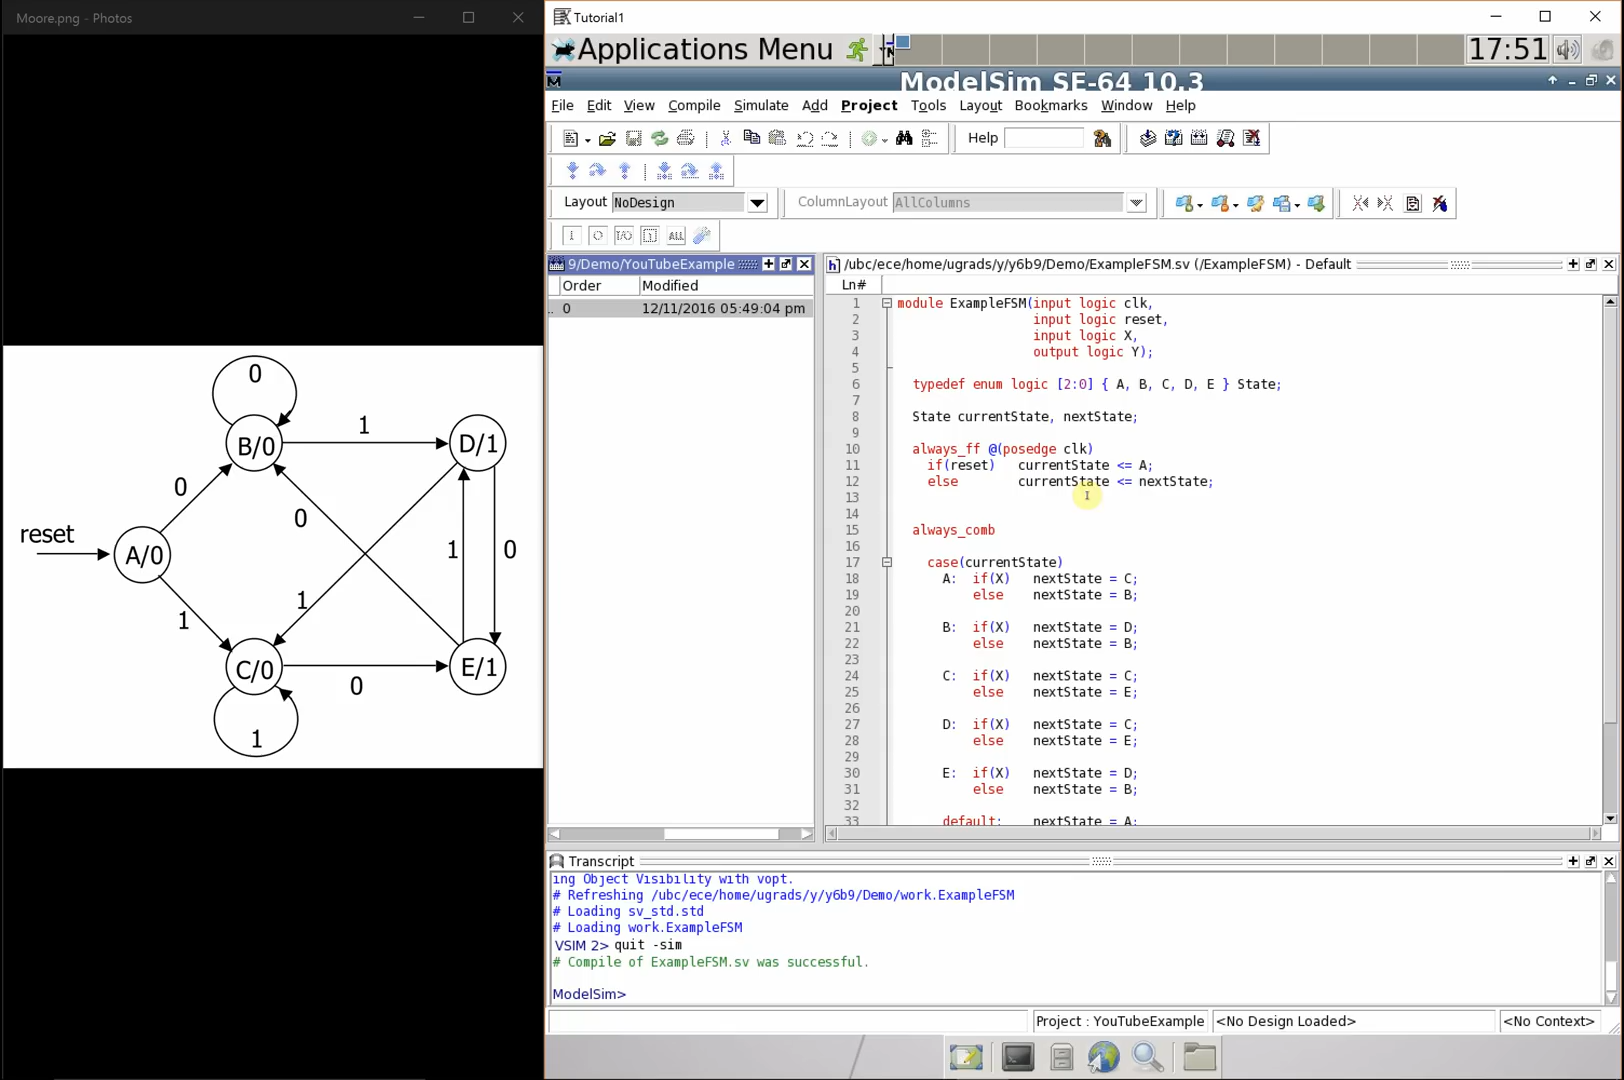 Moore.png - Photos
0
B/0
1
D/1
0
0
reset
A/0
1
0
1
1
C/0
0
E/1
1
Tutorial1
Applications Menu
17:51
ModelSim SE-64 10.3
File Edit View Compile Simulate Add Project Tools Layout Bookmarks Window Help
Help
Layout NoDesign
ColumnLayout AllColumns
I/O
ALL
9/Demo/YouTubeExample
Order Modified
0 12/11/2016 05:49:04 pm
/ubc/ece/home/ugrads/y/y6b9/Demo/ExampleFSM.sv (/ExampleFSM) - Default
Ln#
1 module ExampleFSM(input logic clk,
2 input logic reset,
3 input logic X,
4 output logic Y);
5
6 typedef enum logic [2:0] { A, B, C, D, E } State;
7
8 State currentState, nextState;
9
10 always_ff @(posedge clk)
11 if(reset) currentState <= A;
12 else currentState <= nextState;
13
14
15 always_comb
16
17 case(currentState)
18 A: if(X) nextState = C;
19 else nextState = B;
20
21 B: if(X) nextState = D;
22 else nextState = B;
23
24 C: if(X) nextState = C;
25 else nextState = E;
26
27 D: if(X) nextState = C;
28 else nextState = E;
29
30 E: if(X) nextState = D;
31 else nextState = B;
32
33 default: nextState = A;
Transcript
ing Object Visibility with vopt.
# Refreshing /ubc/ece/home/ugrads/y/y6b9/Demo/work.ExampleFSM
# Loading sv_std.std
# Loading work.ExampleFSM
VSIM 2> quit -sim
# Compile of ExampleFSM.sv was successful.
ModelSim>
Project : YouTubeExample <No Design Loaded> <No Context>